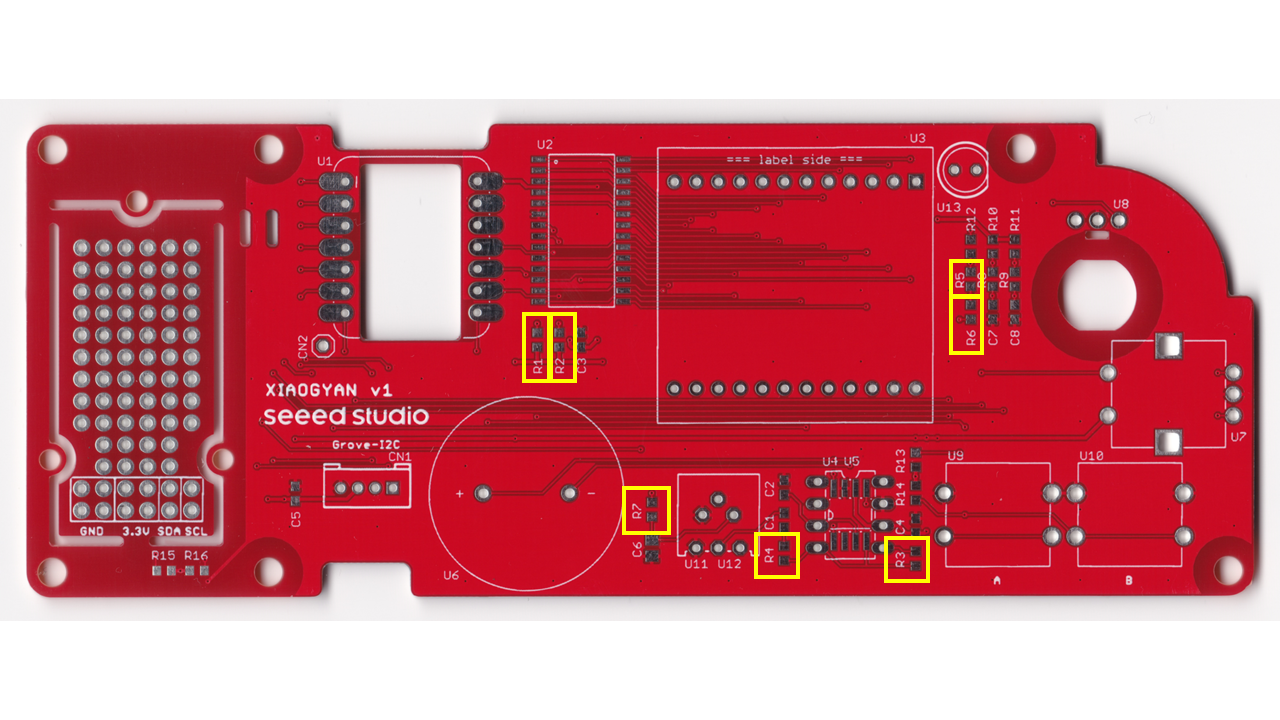 U1
U2
U3
=== label side ===
U13
R12
R10
R11
U8
R5
R9
R6
C7
C8
CN2
R1
R2
C3
XIAOGYAN v1
seeed studio
Grove-I2C
CN1
U7
+
-
C5
R7
C6
U6
C2
C1
R4
U11
U12
U4
U5
R13
R14
C4
R3
U9
U10
A
B
GND
3.3V
SDA
SCL
R15
R16